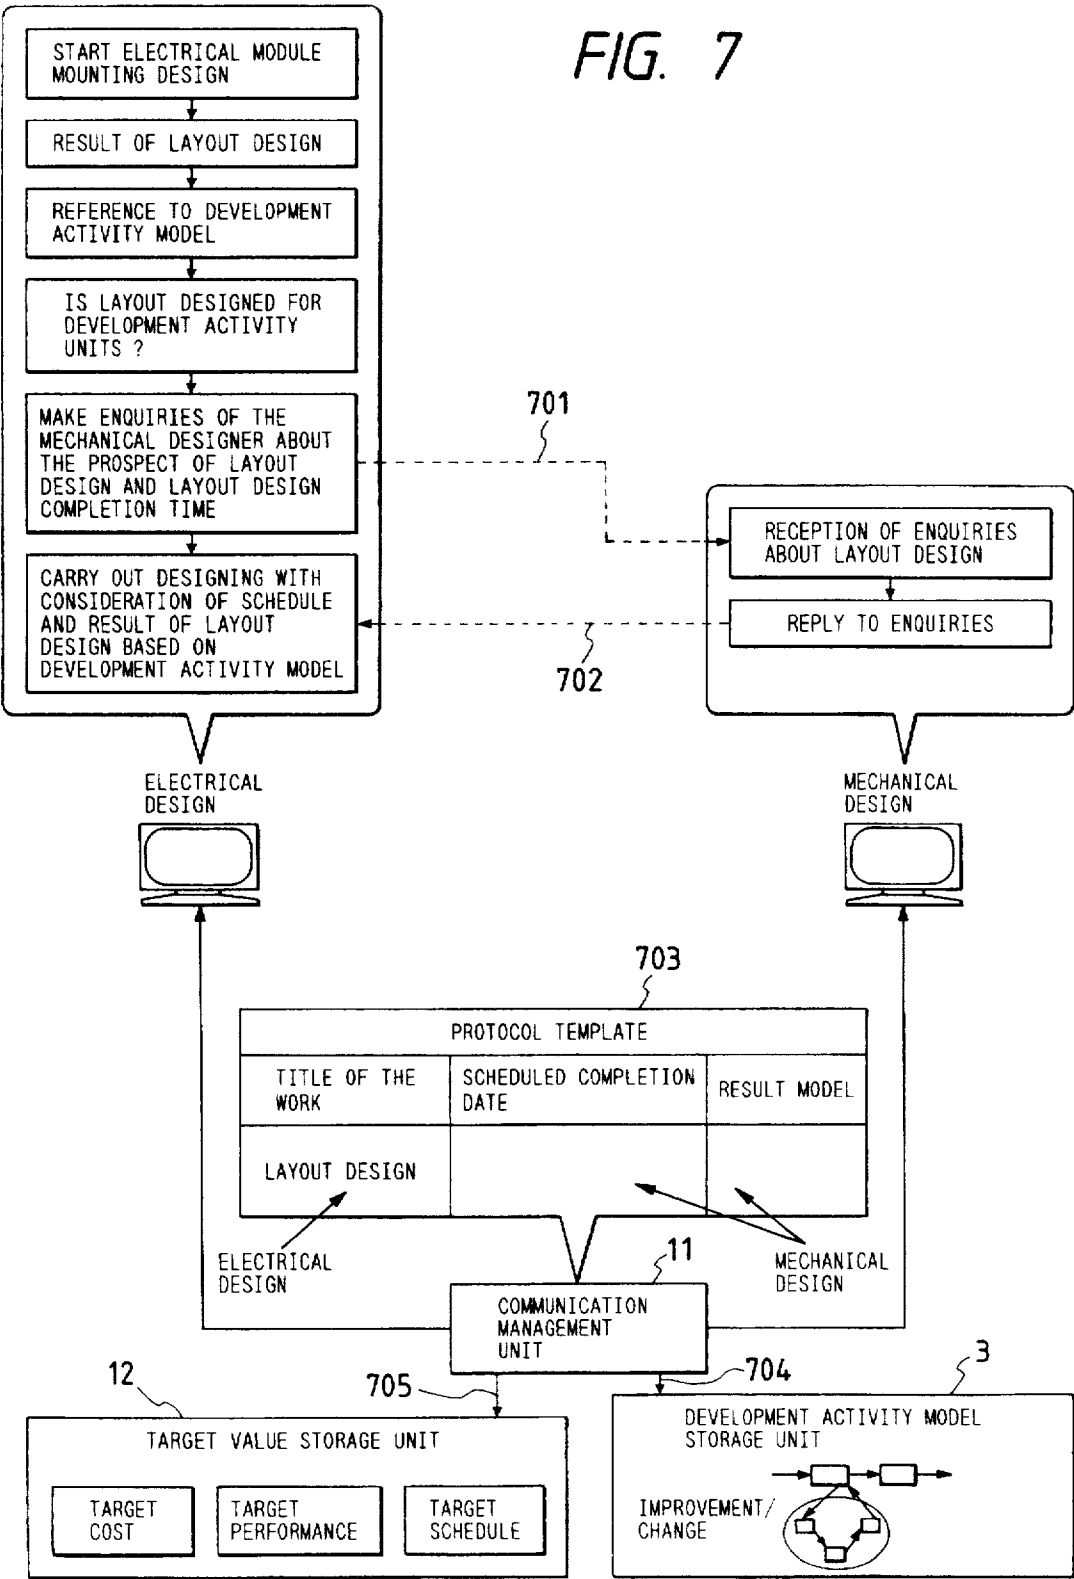 FIG. 7
START ELECTRICAL MODULE
MOUNTING DESIGN
RESULT OF LAYOUT DESIGN
REFERENCE TO DEVELOPMENT
ACTIVITY MODEL
IS LAYOUT DESIGNED FOR
DEVELOPMENT ACTIVITY
UNITS ?
MAKE ENQUIRIES OF THE
MECHANICAL DESIGNER ABOUT
THE PROSPECT OF LAYOUT
DESIGN AND LAYOUT DESIGN
COMPLETION TIME
CARRY OUT DESIGNING WITH
CONSIDERATION OF SCHEDULE
AND RESULT OF LAYOUT
DESIGN BASED ON
DEVELOPMENT ACTIVITY MODEL
701
RECEPTION OF ENQUIRIES
ABOUT LAYOUT DESIGN
REPLY TO ENQUIRIES
702
ELECTRICAL
DESIGN
MECHANICAL
DESIGN
703
PROTOCOL TEMPLATE
TITLE OF THE
WORK
SCHEDULED COMPLETION
DATE
RESULT MODEL
LAYOUT DESIGN
ELECTRICAL
DESIGN
MECHANICAL
DESIGN
11
COMMUNICATION
MANAGEMENT
UNIT
705
704
12
TARGET VALUE STORAGE UNIT
TARGET
COST
TARGET
PERFORMANCE
TARGET
SCHEDULE
3
DEVELOPMENT ACTIVITY MODEL
STORAGE UNIT
IMPROVEMENT/
CHANGE